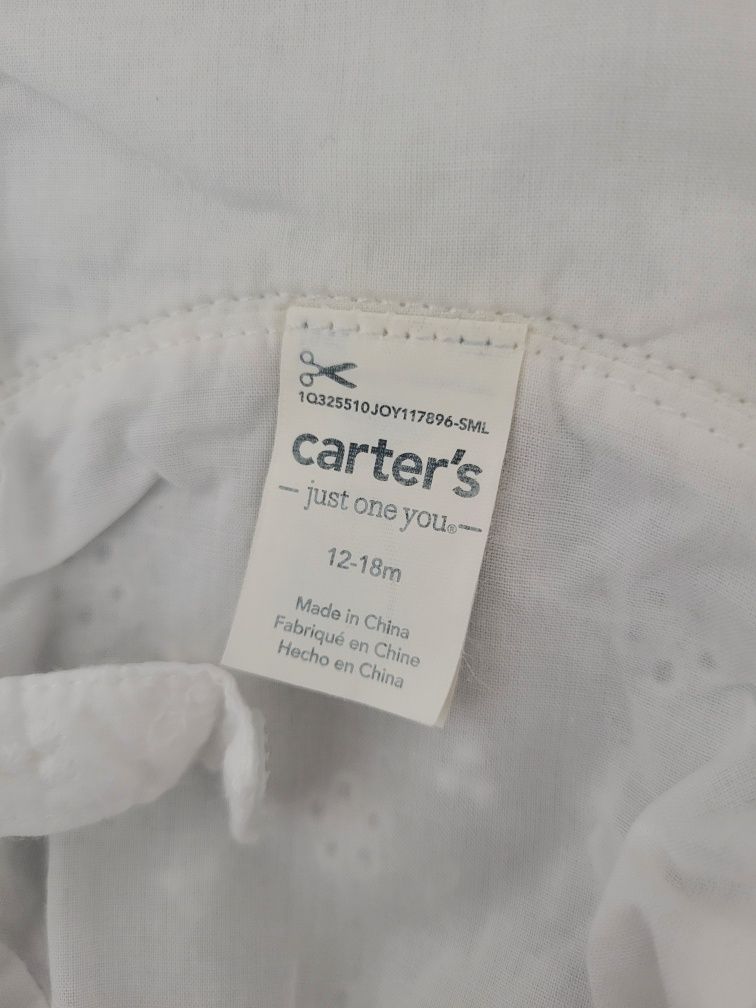 1Q325510JOY117896-SML
carter's
— just one you®—
12-18m
Made in China
Fabriqué en Chine
Hecho en China